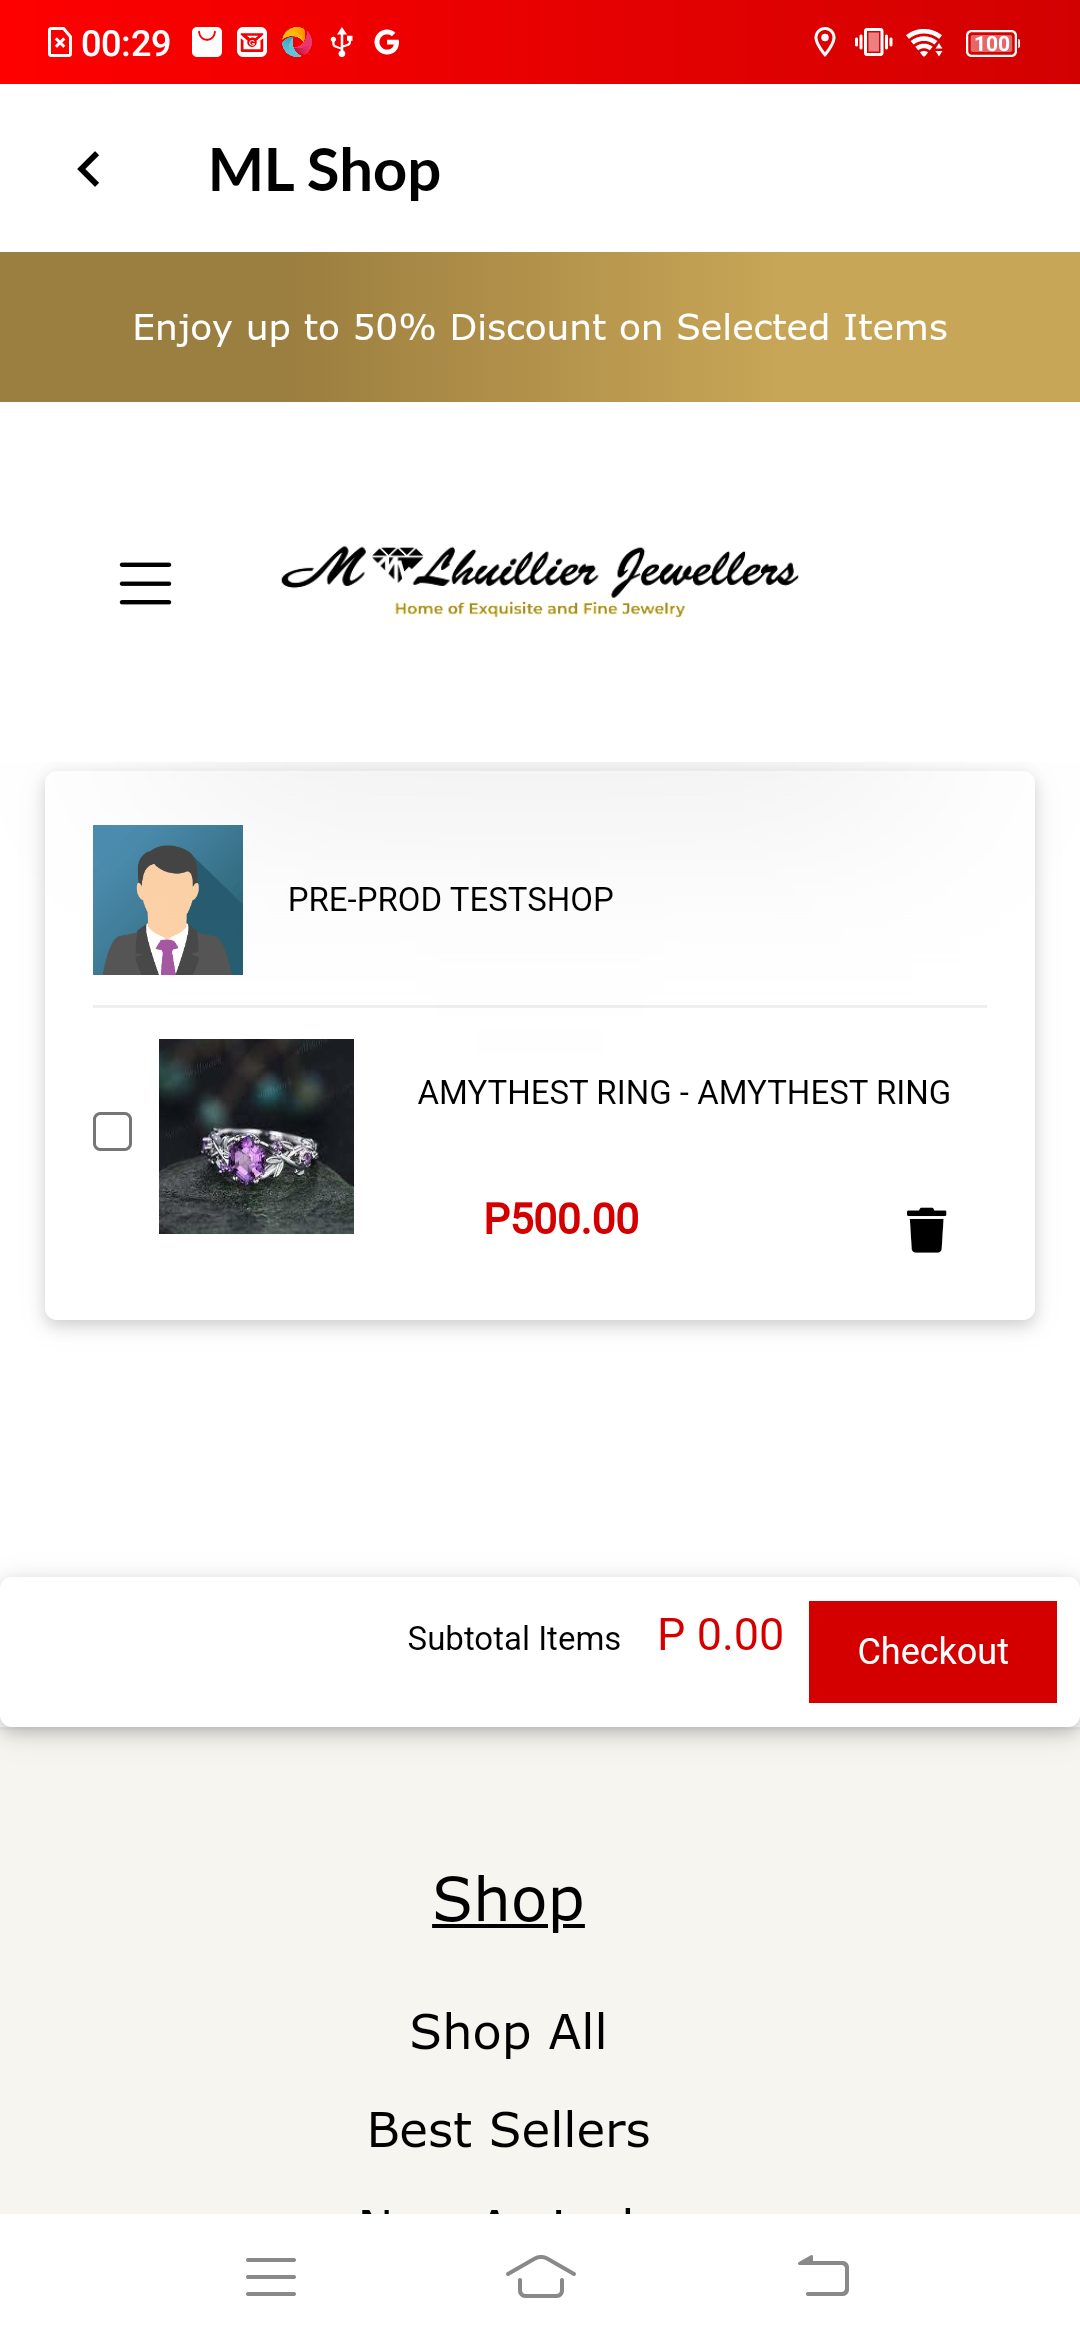 00:29
100
ML Shop
Enjoy up to 50% Discount on Selected Items
M Lhuillier Jewellers
Home of Exquisite and Fine Jewelry
PRE-PROD TESTSHOP
AMYTHEST RING - AMYTHEST RING
P500.00
Subtotal Items P 0.00 Checkout
Shop
Shop All
Best Sellers